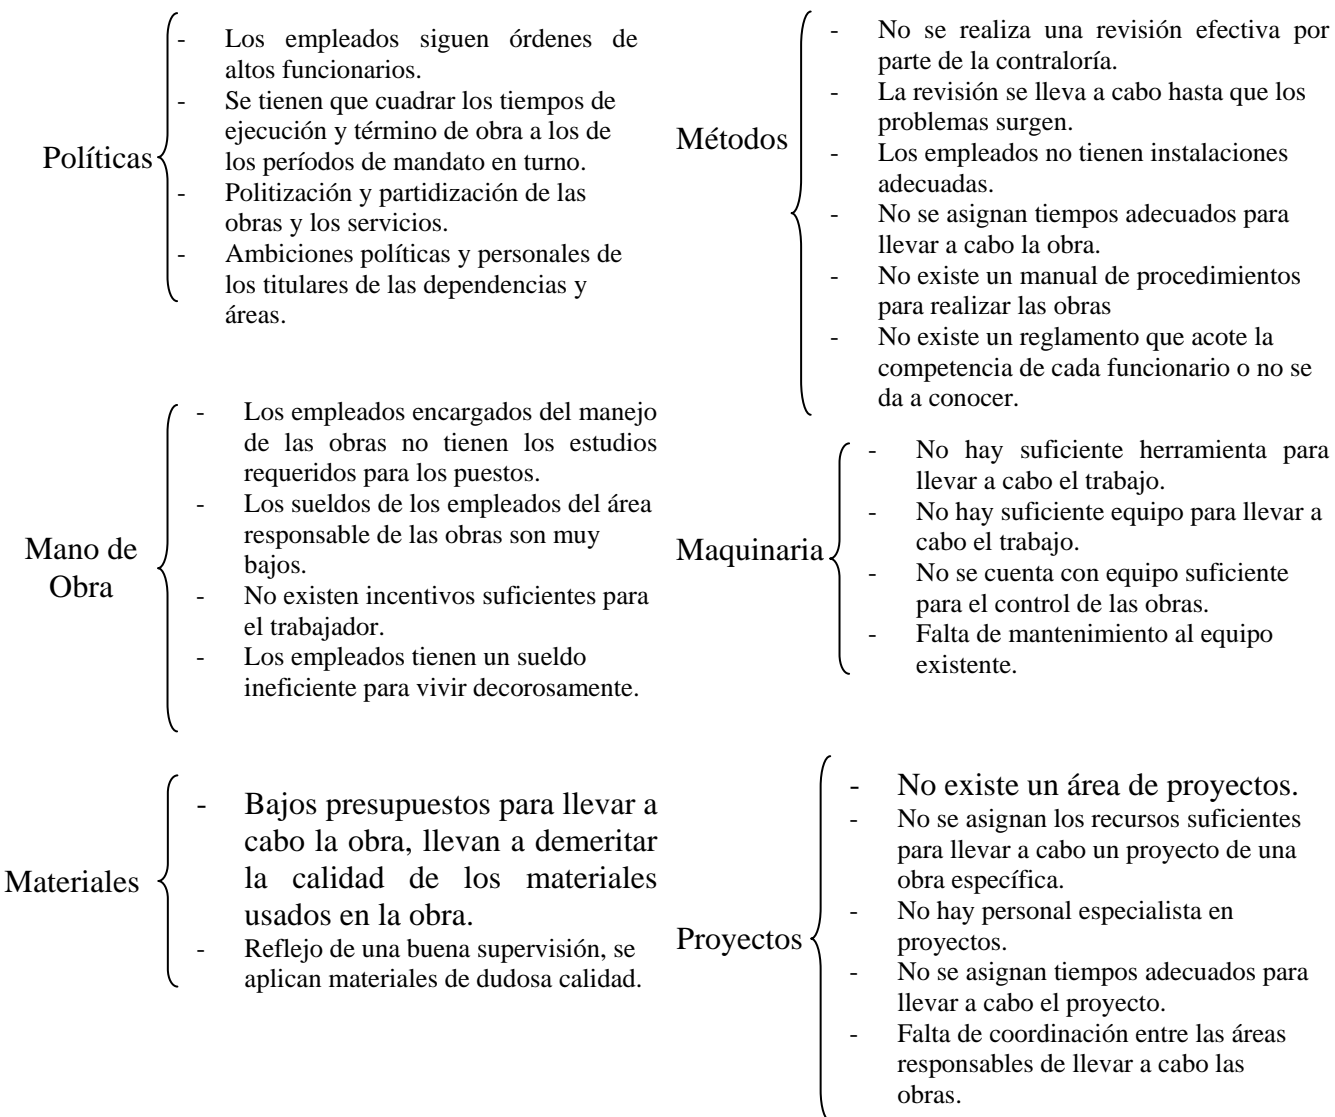 Políticas
- Los empleados siguen órdenes de
altos funcionarios.
- Se tienen que cuadrar los tiempos de
ejecución y término de obra a los de
los períodos de mandato en turno.
- Politización y partidización de las
obras y los servicios.
- Ambiciones políticas y personales de
los titulares de las dependencias y
áreas.
Métodos
- No se realiza una revisión efectiva por
parte de la contraloría.
- La revisión se lleva a cabo hasta que los
problemas surgen.
- Los empleados no tienen instalaciones
adecuadas.
- No se asignan tiempos adecuados para
llevar a cabo la obra.
- No existe un manual de procedimientos
para realizar las obras
- No existe un reglamento que acote la
competencia de cada funcionario o no se
da a conocer.
Mano de
Obra
- Los empleados encargados del manejo
de las obras no tienen los estudios
requeridos para los puestos.
- Los sueldos de los empleados del área
responsable de las obras son muy
bajos.
- No existen incentivos suficientes para
el trabajador.
- Los empleados tienen un sueldo
ineficiente para vivir decorosamente.
Maquinaria
- No hay suficiente herramienta para
llevar a cabo el trabajo.
- No hay suficiente equipo para llevar a
cabo el trabajo.
- No se cuenta con equipo suficiente
para el control de las obras.
- Falta de mantenimiento al equipo
existente.
Materiales
- Bajos presupuestos para llevar a
cabo la obra, llevan a demeritar
la calidad de los materiales
usados en la obra.
- Reflejo de una buena supervisión, se
aplican materiales de dudosa calidad.
Proyectos
- No existe un área de proyectos.
- No se asignan los recursos suficientes
para llevar a cabo un proyecto de una
obra específica.
- No hay personal especialista en
proyectos.
- No se asignan tiempos adecuados para
llevar a cabo el proyecto.
- Falta de coordinación entre las áreas
responsables de llevar a cabo las
obras.